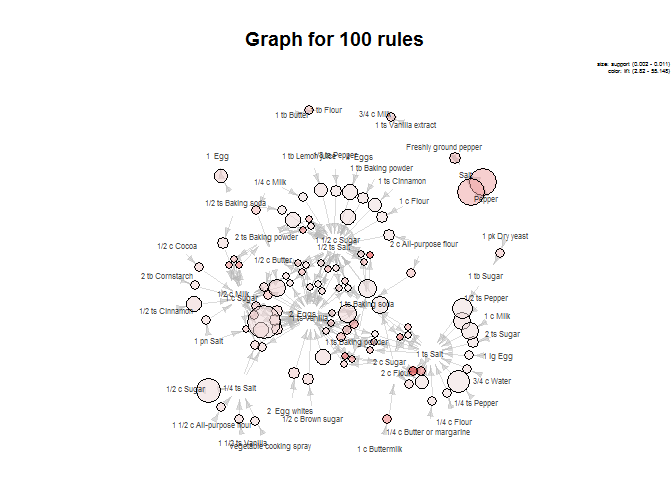 Graph for 100 rules
size: support (0.002 - 0.011)
color: lift (2.82 - 55.148)
1 tb Butter
1 tb Flour
3/4 c Milk
1 ts Vanilla extract
Freshly ground pepper
1 tb Lemon juice
1/8 ts Pepper
Eggs
1 Egg
Salt
1 tb Baking powder
1/4 c Milk
1 ts Cinnamon
Pepper
1/2 ts Baking soda
1 c Flour
1 pk Dry yeast
2 ts Baking powder
1 1/2 c Sugar
1/2 ts Salt
2 c All-purpose flour
1/2 c Cocoa
1/2 c Butter
2 tb Cornstarch
1 tb Sugar
1/2 c Milk
1 c Sugar
1/2 ts Pepper
1/2 ts Cinnamon
1 ts Baking soda
2 Eggs
1 ts Vanilla
1 c Milk
1 pn Salt
2 ts Sugar
1 ts Baking powder
1 ts Salt
2 c Sugar
1 lg Egg
2 c Flour
3/4 c Water
1/2 c Sugar
1/4 ts Salt
1/4 ts Pepper
2 Egg whites
1/2 c Brown sugar
1/4 c Flour
1 1/2 c All-purpose flour
1/4 c Butter or margarine
1 1/2 ts Vanilla
Vegetable cooking spray
1 c Buttermilk